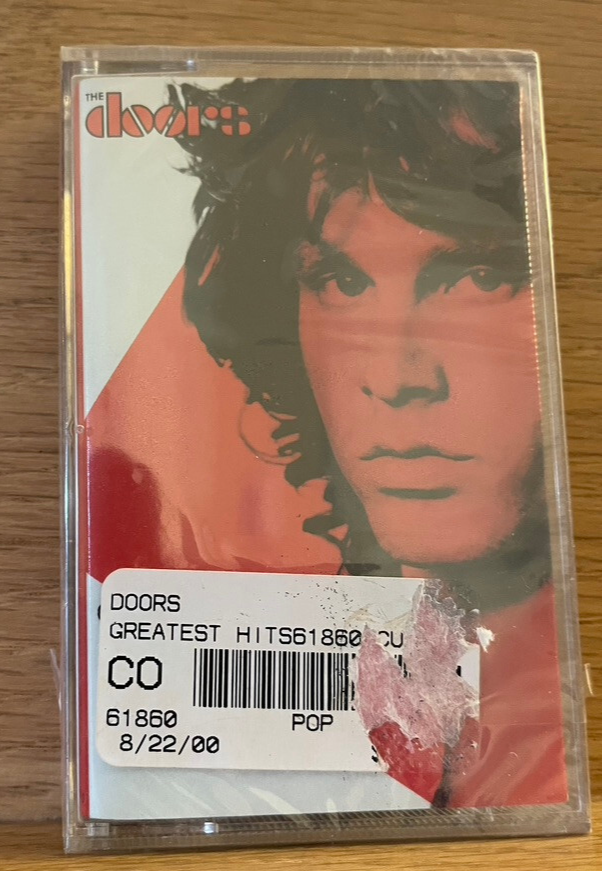 THE
doors
DOORS
GREATEST HITS61860 CU
CO
61860 POP
8/22/00